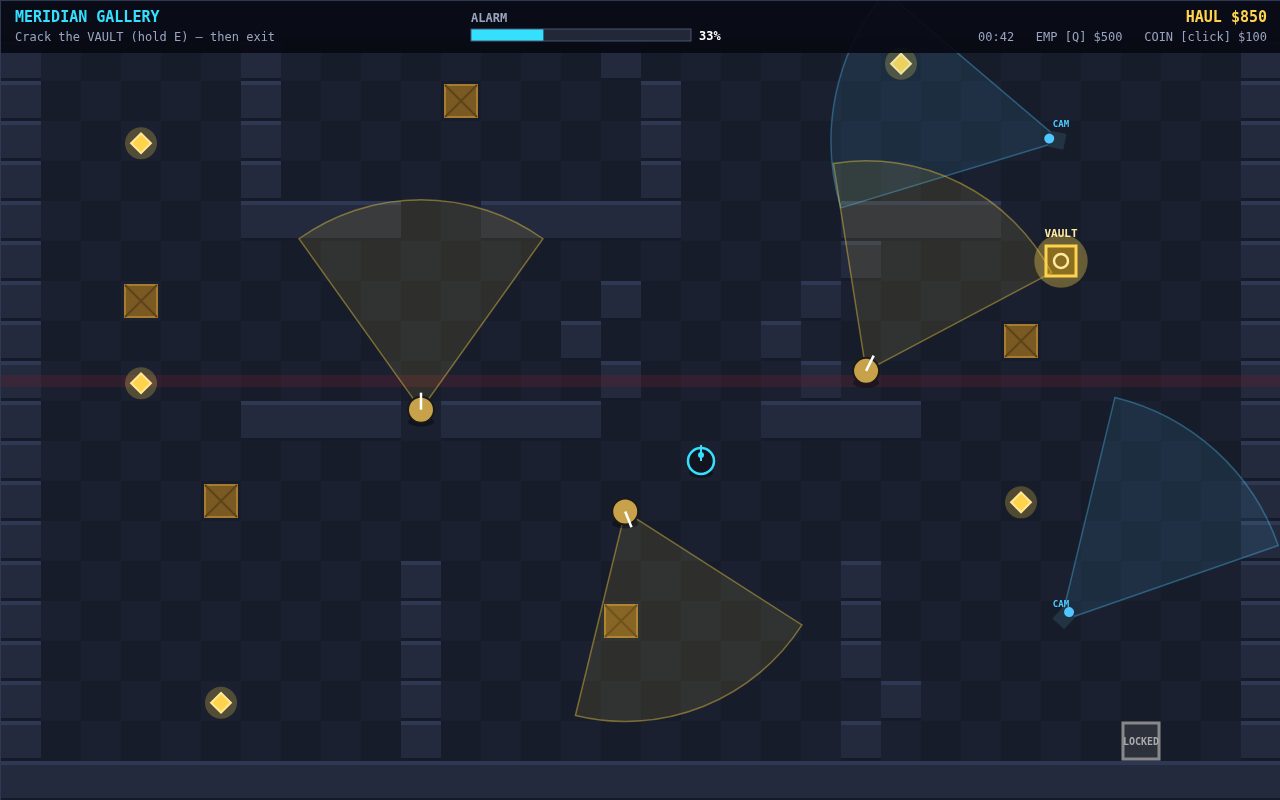 MERIDIAN GALLERY
Crack the VAULT (hold E) — then exit
ALARM
33%
HAUL $850
00:42 EMP [Q] $500 COIN [click] $100
CAM
VAULT
CAM
LOCKED